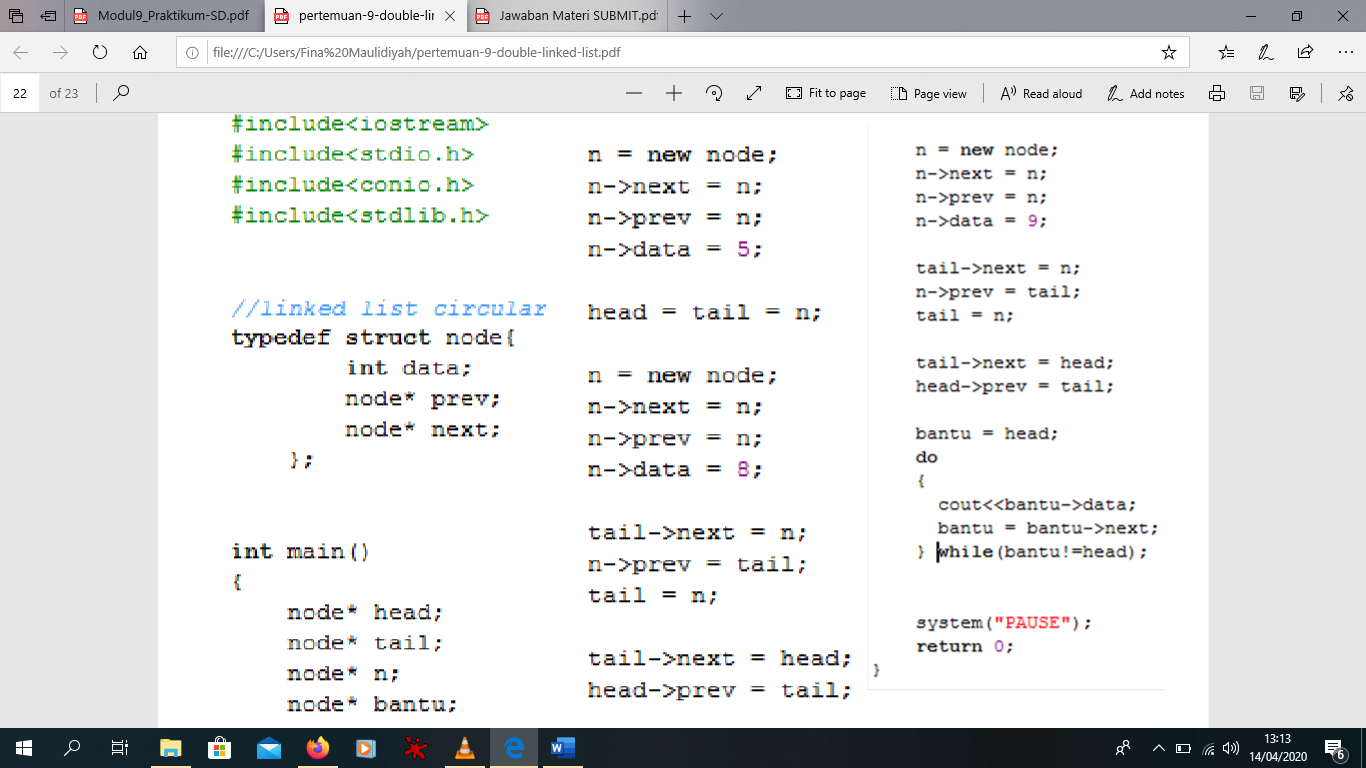 Modul9_Praktikum-SD.pdf
pertemuan-9-double-lin
Jawaban Materi SUBMIT.pdf
file:///C:/Users/Fina%20Maulidiyah/pertemuan-9-double-linked-list.pdf
22 of 23
Fit to page
Page view
Read aloud
Add notes
#include<iostream>
#include<stdio.h>
#include<conio.h>
#include<stdlib.h>
//linked list circular
typedef struct node{
int data;
node* prev;
node* next;
};
int main()
{
node* head;
node* tail;
node* n;
node* bantu;
n = new node;
n->next = n;
n->prev = n;
n->data = 5;
head = tail = n;
n = new node;
n->next = n;
n->prev = n;
n->data = 8;
tail->next = n;
n->prev = tail;
tail = n;
tail->next = head;
head->prev = tail;
n = new node;
n->next = n;
n->prev = n;
n->data = 9;
tail->next = n;
n->prev = tail;
tail = n;
tail->next = head;
head->prev = tail;
bantu = head;
do
{
cout<<bantu->data;
bantu = bantu->next;
} while(bantu!=head);
system("PAUSE");
return 0;
}
13:13
14/04/2020
6